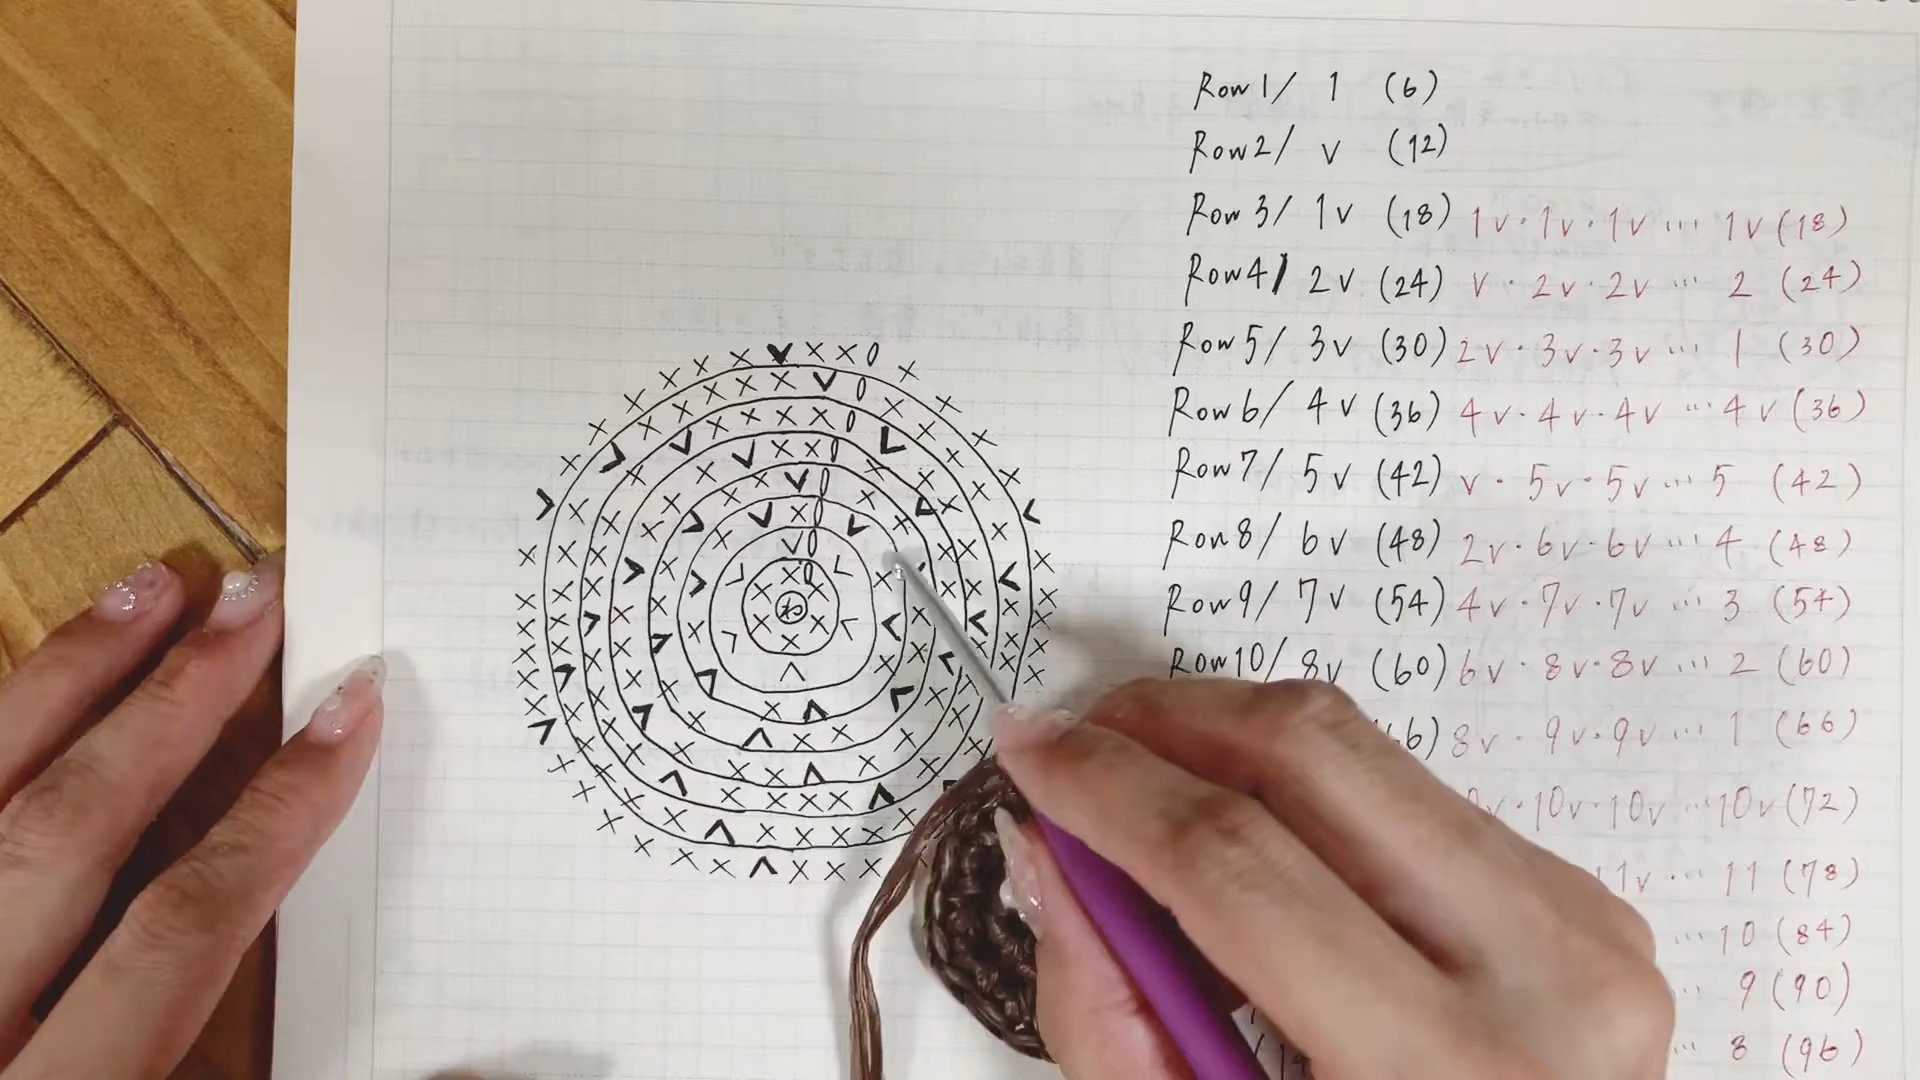 Row1/ 1 (6)
Row2/ v (12)
Row3/ 1v (18) 1v・1v・1v … 1v (18)
Row4/ 2v (24) v・2v・2v … 2 (24)
Row5/ 3v (30) 2v・3v・3v … 1 (30)
Row6/ 4v (36) 4v・4v・4v … 4v (36)
Row7/ 5v (42) v・5v・5v … 5 (42)
Row8/ 6v (48) 2v・6v・6v … 4 (48)
Row9/ 7v (54) 4v・7v・7v … 3 (54)
Row10/ 8v (60) 6v・8v・8v … 2 (60)
66) 8v・9v・9v … 1 (66)
v・10v・10v … 10v (72)
11v … 11 (78)
… 10 (84)
… 9 (90)
… 8 (96)
わ